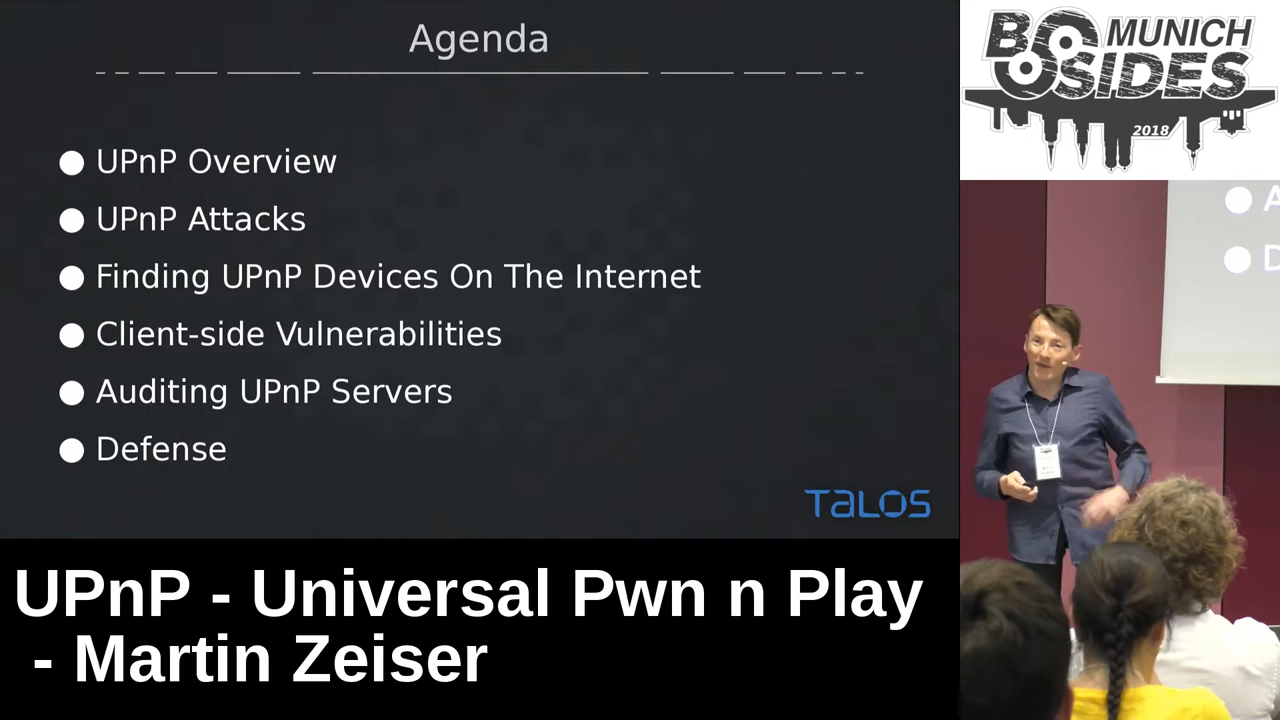 Agenda
● UPnP Overview
● UPnP Attacks
● Finding UPnP Devices On The Internet
● Client-side Vulnerabilities
● Auditing UPnP Servers
● Defense
TALOS
UPnP - Universal Pwn n Play
- Martin Zeiser
MUNICH
BSIDES
2018